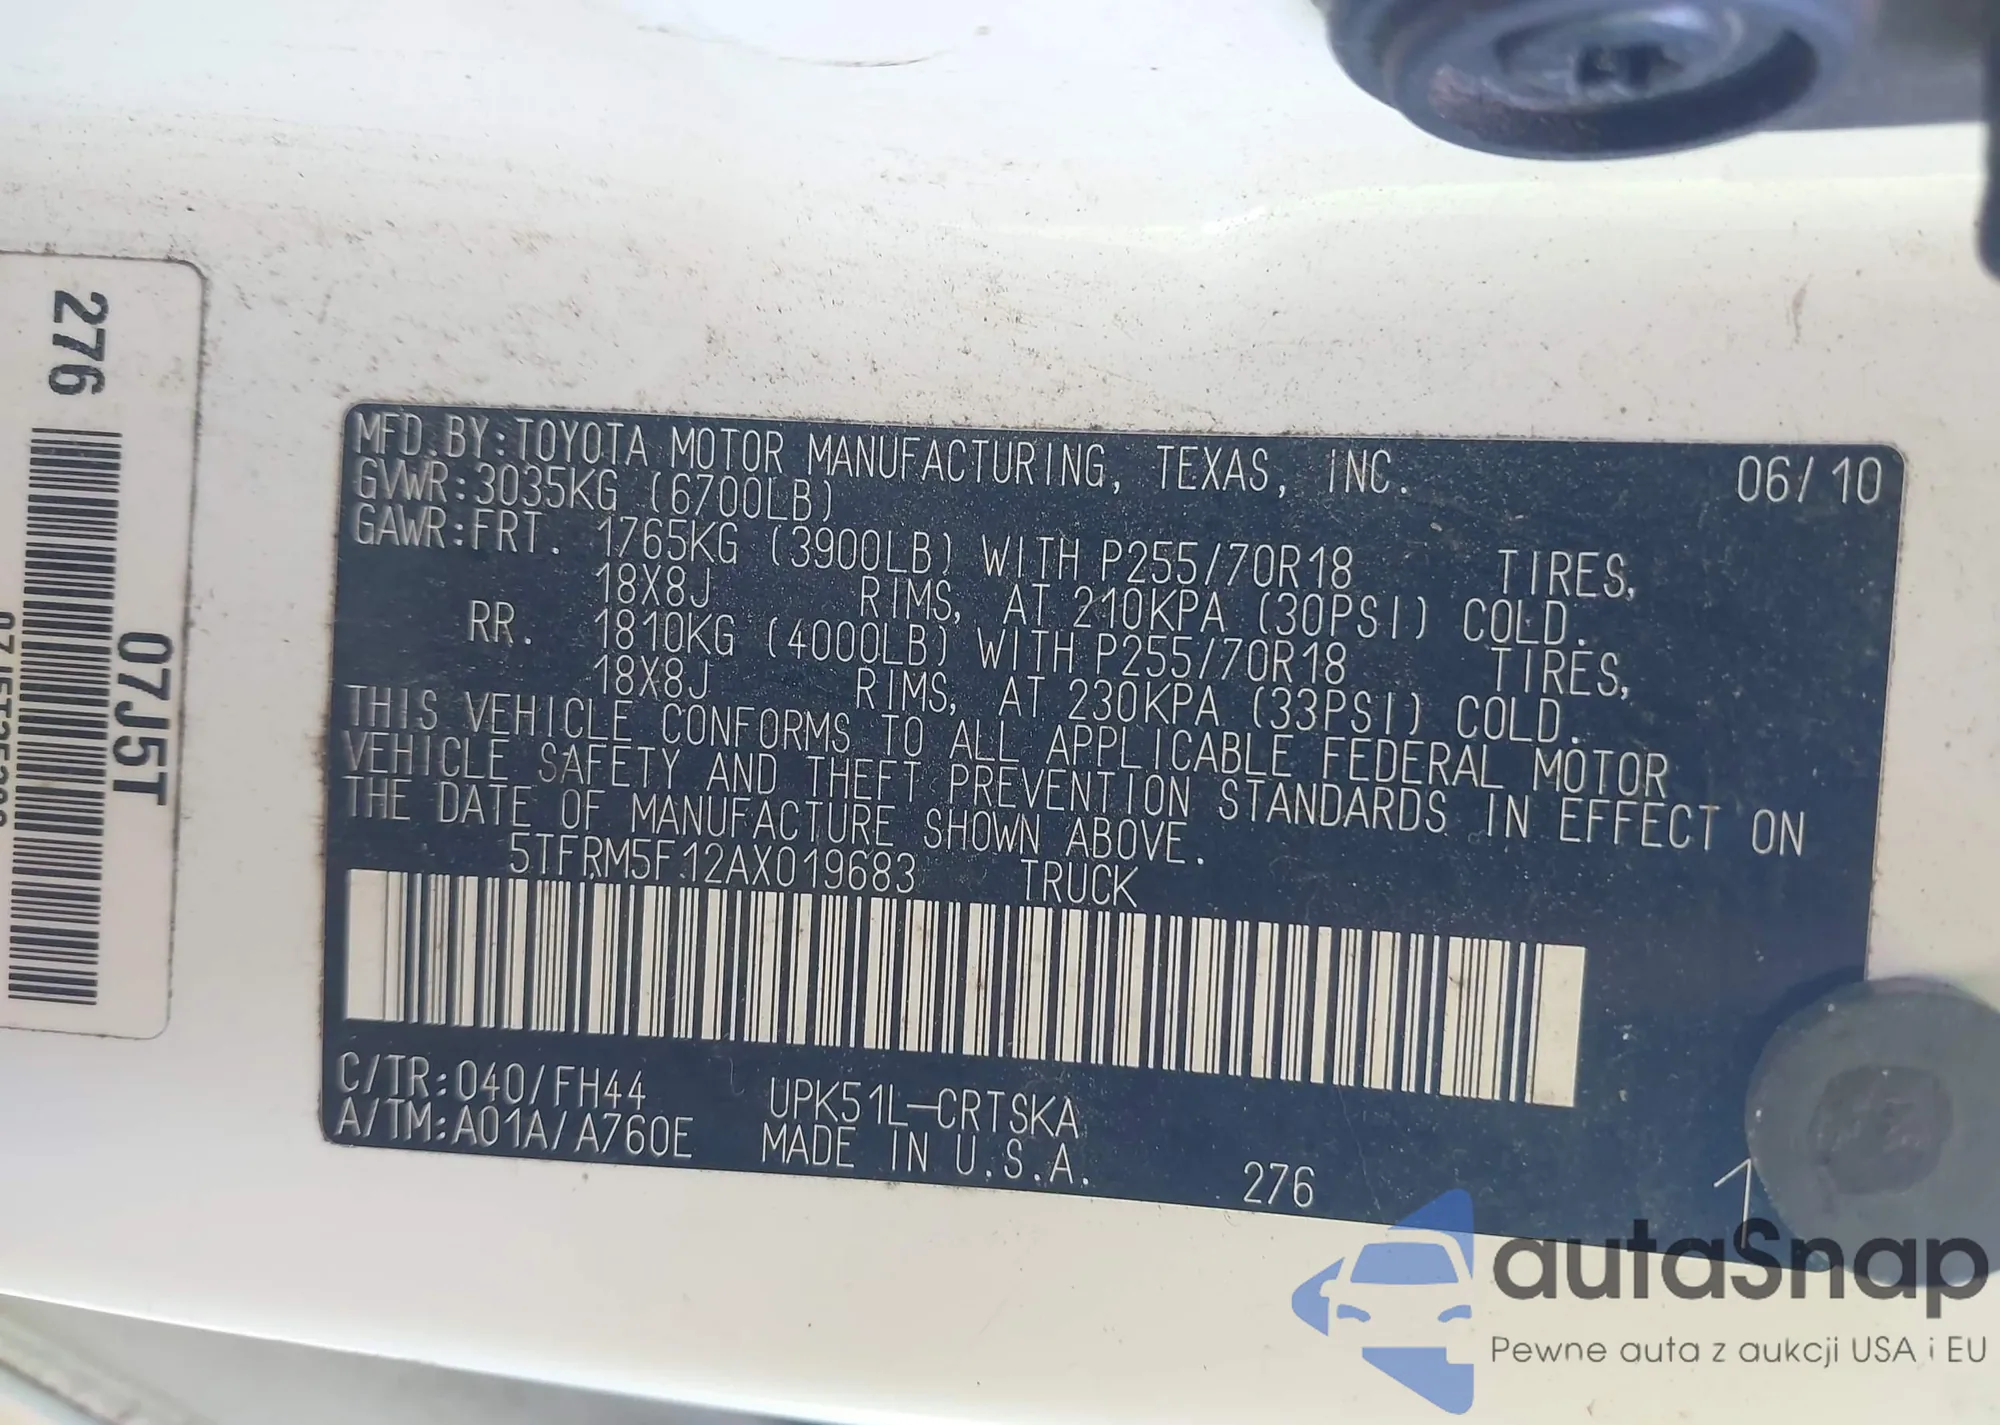 276
07J5T
MFD.BY:TOYOTA MOTOR MANUFACTURING, TEXAS, INC. 06/10
GVWR:3035KG (6700LB)
GAWR:FRT. 1765KG (3900LB) WITH P255/70R18 TIRES,
18X8J RIMS, AT 210KPA (30PSI) COLD.
RR. 1810KG (4000LB) WITH P255/70R18 TIRES,
18X8J RIMS, AT 230KPA (33PSI) COLD.
THIS VEHICLE CONFORMS TO ALL APPLICABLE FEDERAL MOTOR
VEHICLE SAFETY AND THEFT PREVENTION STANDARDS IN EFFECT ON
THE DATE OF MANUFACTURE SHOWN ABOVE.
5TFRM5F12AX019683 TRUCK
C/TR:040/FH44 UPK51L-CRTSKA
A/TM:A01A/A760E MADE IN U.S.A. 276
1
autaSnap
Pewne auta z aukcji USA i EU